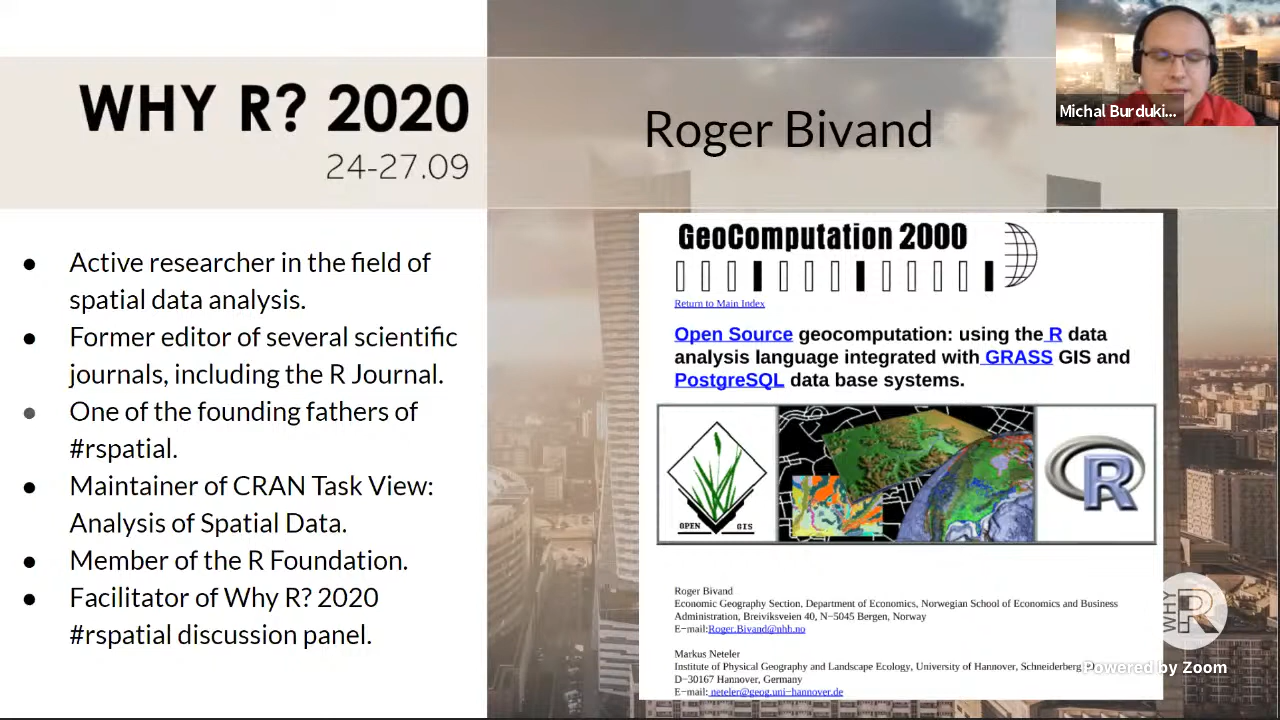 WHY R? 2020
24-27.09
Roger Bivand
Michal Burduki...
Active researcher in the field of
spatial data analysis.
Former editor of several scientific
journals, including the R Journal.
One of the founding fathers of
#rspatial.
Maintainer of CRAN Task View:
Analysis of Spatial Data.
Member of the R Foundation.
Facilitator of Why R? 2020
#rspatial discussion panel.
GeoComputation 2000
Return to Main Index
Open Source geocomputation: using the R data
analysis language integrated with GRASS GIS and
PostgreSQL data base systems.
OPEN GIS
R
Roger Bivand
Economic Geography Section, Department of Economics, Norwegian School of Economics and Business
Administration, Breiviksveien 40, N−5045 Bergen, Norway
E−mail:Roger.Bivand@nhh.no
Markus Neteler
Institute of Physical Geography and Landscape Ecology, University of Hannover, Schneiderberg
D−30167 Hannover, Germany
E−mail: neteler@geog.uni−hannover.de
WHY R
Powered by Zoom